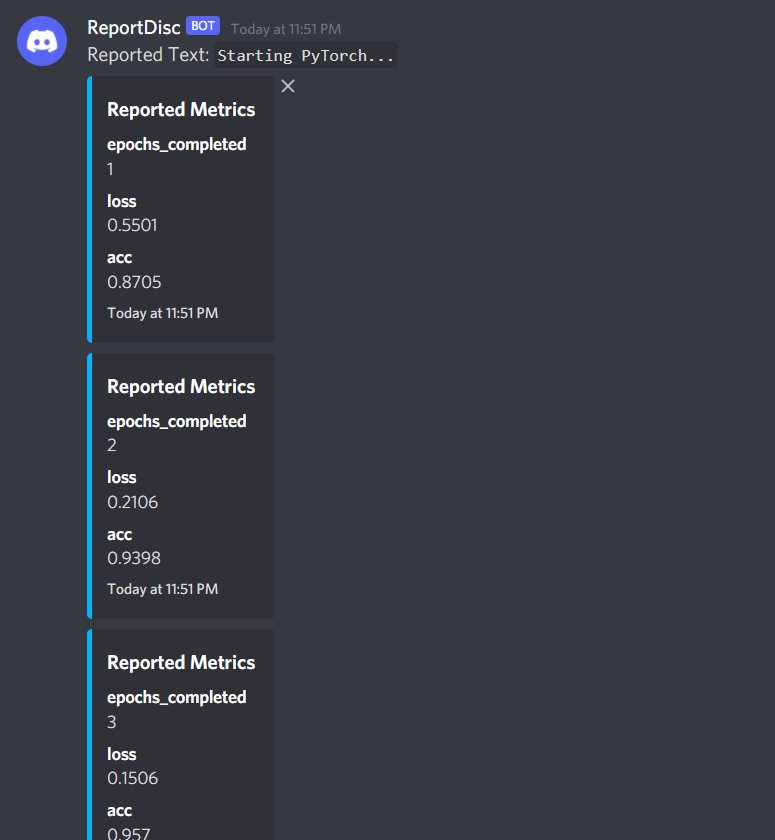 ReportDisc BOT Today at 11:51 PM
Reported Text: Starting PyTorch...
Reported Metrics
epochs_completed
1
loss
0.5501
acc
0.8705
Today at 11:51 PM
Reported Metrics
epochs_completed
2
loss
0.2106
acc
0.9398
Today at 11:51 PM
Reported Metrics
epochs_completed
3
loss
0.1506
acc
0.957